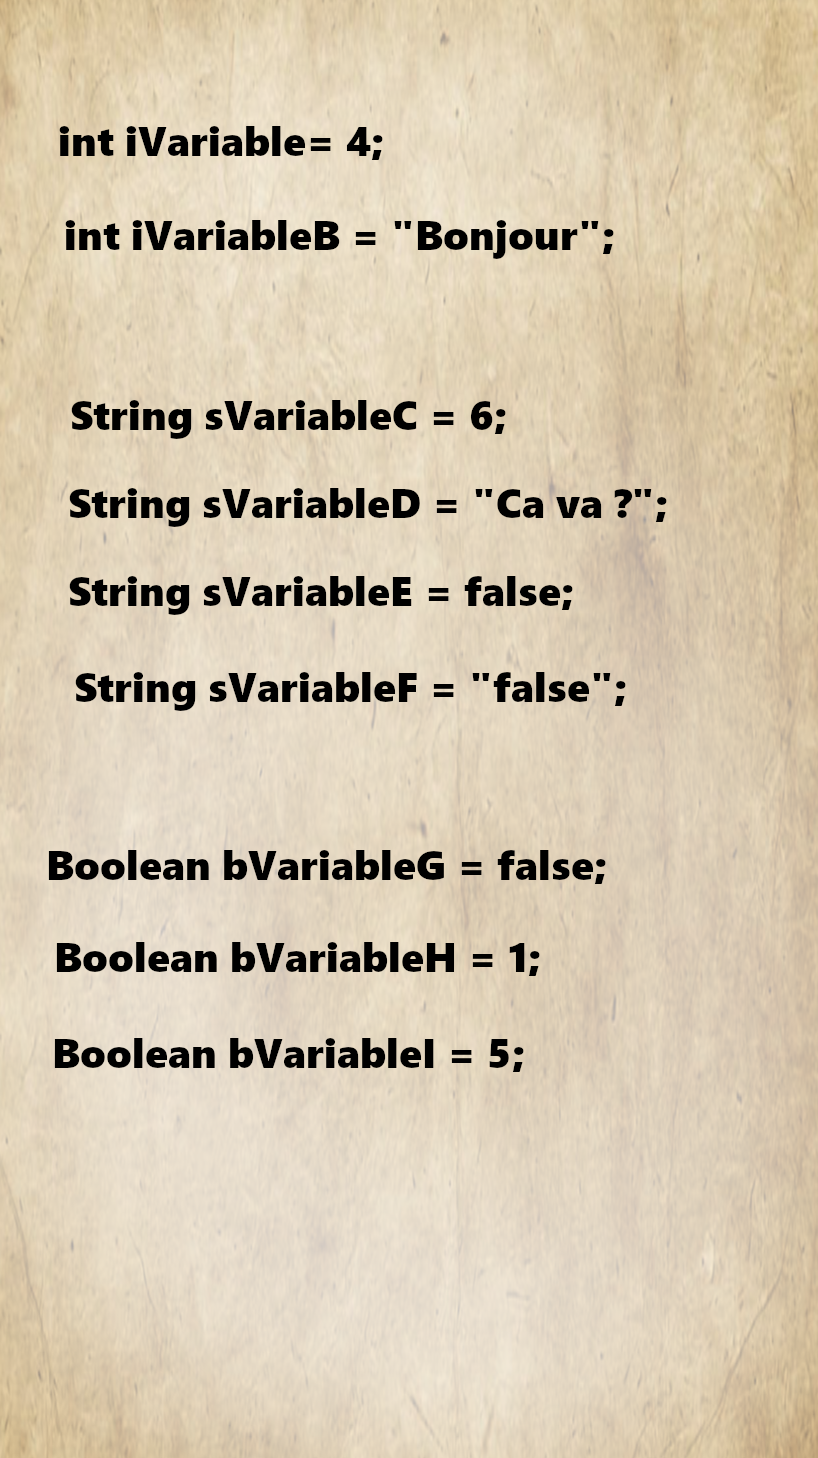 int iVariable= 4;
int iVariableB = "Bonjour";
String sVariableC = 6;
String sVariableD = "Ca va ?";
String sVariableE = false;
String sVariableF = "false";
Boolean bVariableG = false;
Boolean bVariableH = 1;
Boolean bVariableI = 5;